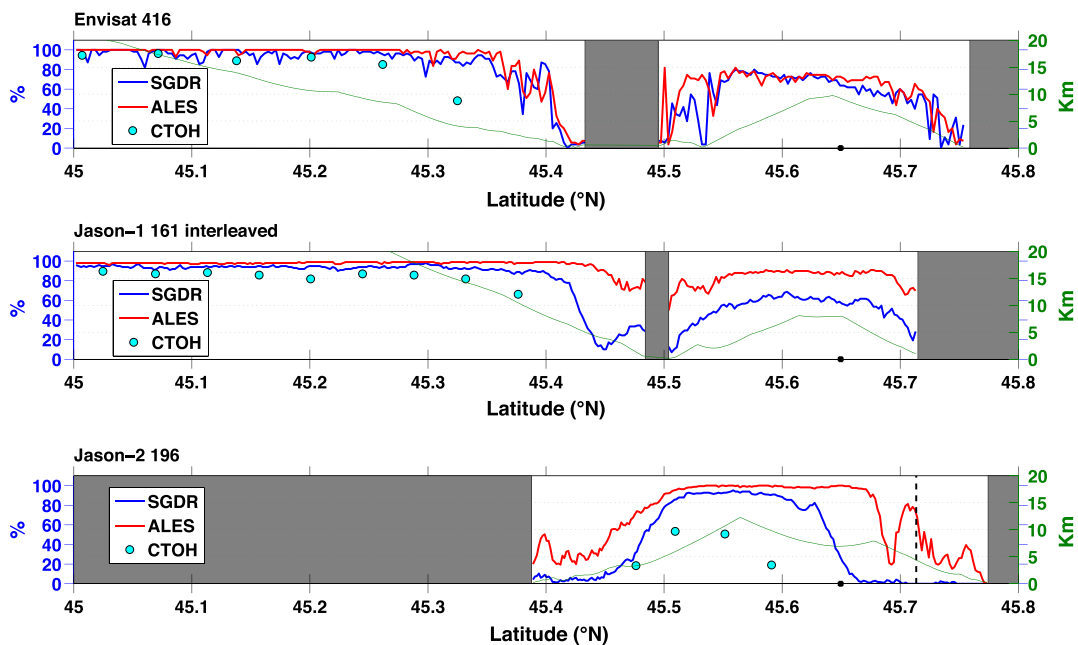 Envisat 416
100
80
60
40
20
0
%
SGDR
ALES
CTOH
20
15
10
5
0
Km
45 45.1 45.2 45.3 45.4 45.5 45.6 45.7 45.8
Latitude (°N)
Jason−1 161 interleaved
100
80
60
40
20
0
%
SGDR
ALES
CTOH
20
15
10
5
0
Km
45 45.1 45.2 45.3 45.4 45.5 45.6 45.7 45.8
Latitude (°N)
Jason−2 196
100
80
60
40
20
0
%
SGDR
ALES
CTOH
20
15
10
5
0
Km
45 45.1 45.2 45.3 45.4 45.5 45.6 45.7 45.8
Latitude (°N)